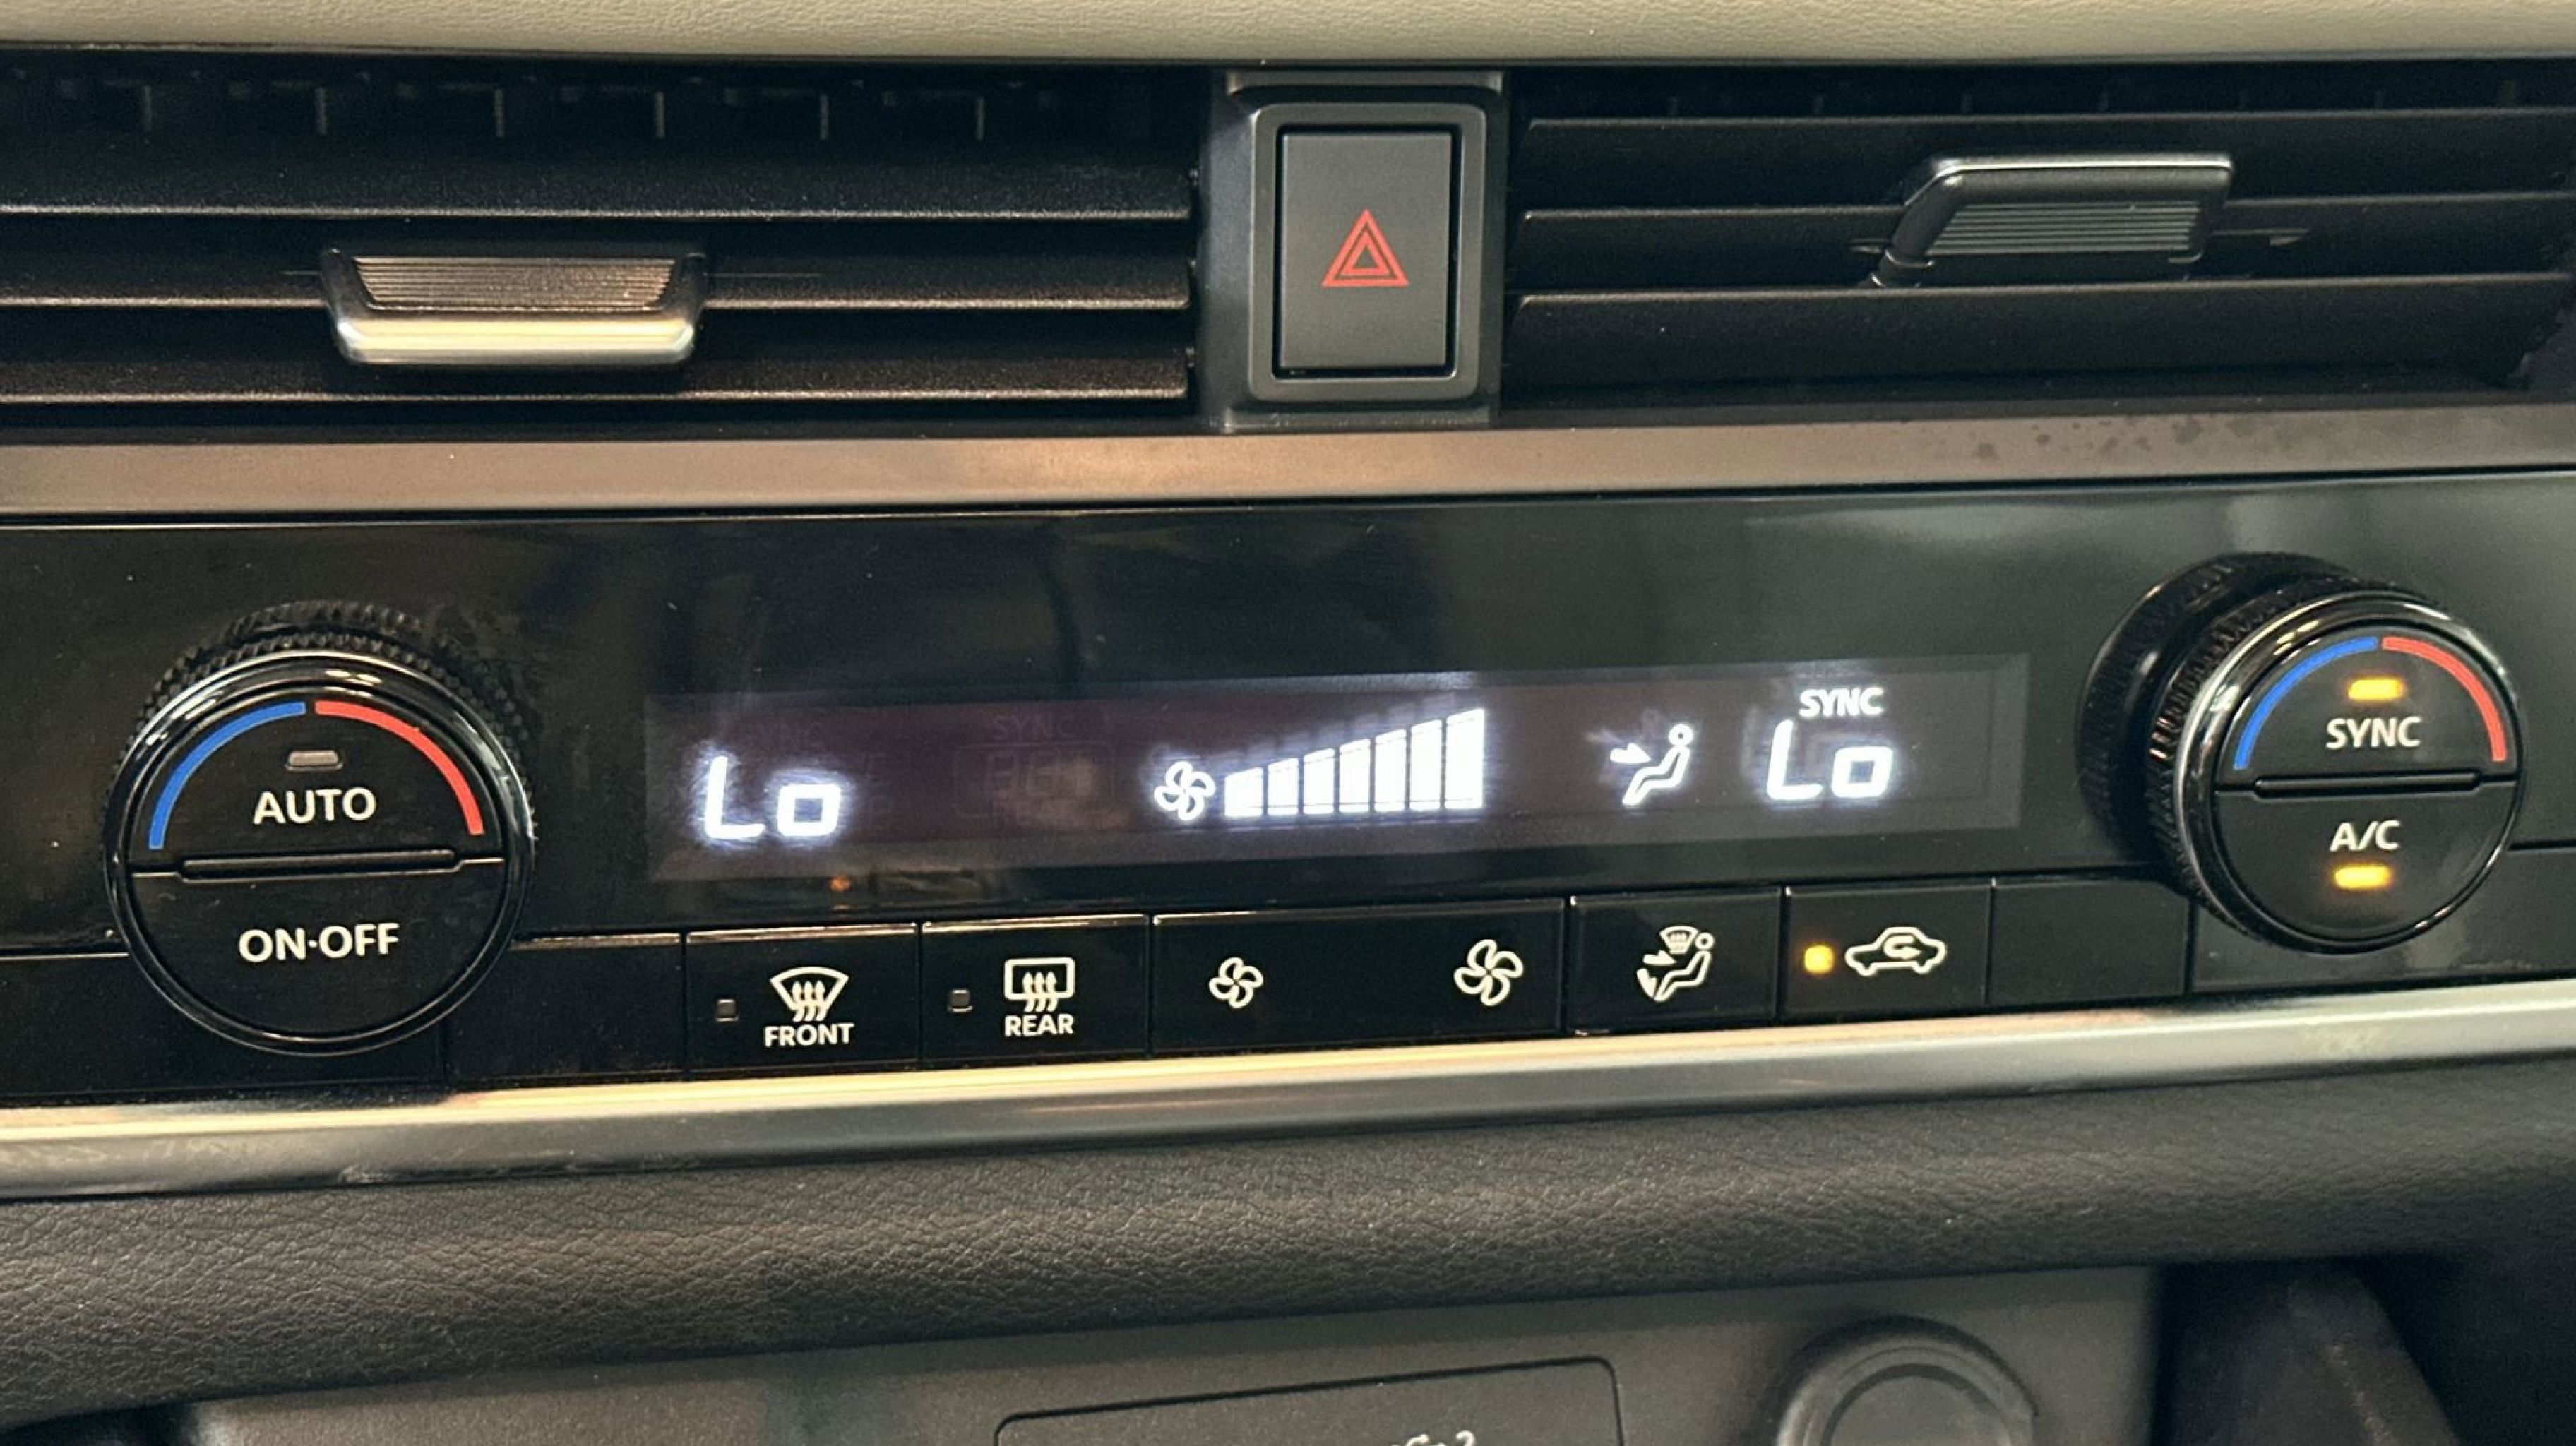 SYNC
Lo
Lo
AUTO
ON·OFF
SYNC
A/C
FRONT
REAR